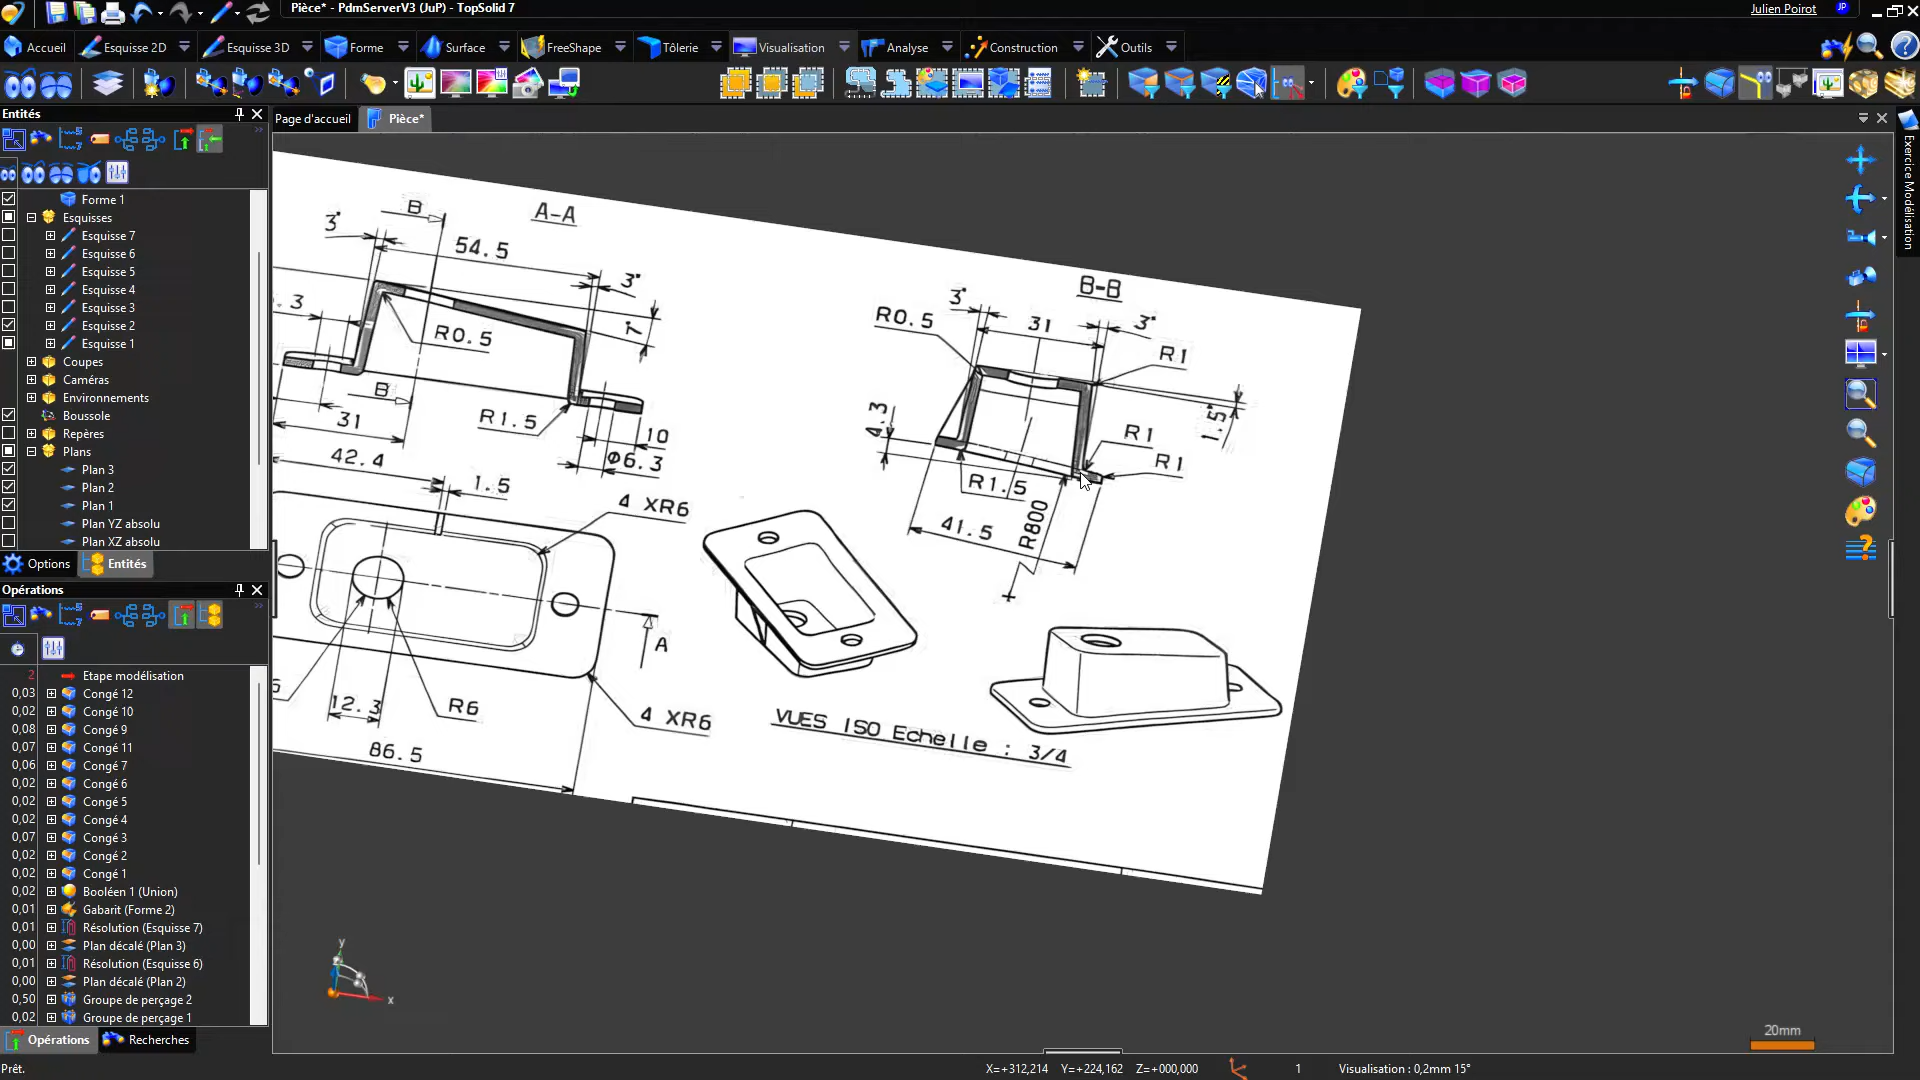 Pièce* - PdmServerV3 (JuP) - TopSolid 7
Julien Poirot
JP
Accueil
Esquisse 2D
Esquisse 3D
Forme
Surface
FreeShape
Tôlerie
Visualisation
Analyse
Construction
Outils
Entités
Page d'accueil
Pièce*
Exercice Modélisation
Forme 1
Esquisses
Esquisse 7
Esquisse 6
Esquisse 5
Esquisse 4
Esquisse 3
Esquisse 2
Esquisse 1
Coupes
Caméras
Environnements
Boussole
Repères
Plans
Plan 3
Plan 2
Plan 1
Plan YZ absolu
Plan XZ absolu
Options
Entités
Opérations
2 Etape modélisation
0,03 Congé 12
0,02 Congé 10
0,08 Congé 9
0,07 Congé 11
0,06 Congé 7
0,02 Congé 6
0,02 Congé 5
0,02 Congé 4
0,07 Congé 3
0,02 Congé 2
0,02 Congé 1
0,02 Booléen 1 (Union)
0,01 Gabarit (Forme 2)
0,01 Résolution (Esquisse 7)
0,00 Plan décalé (Plan 3)
0,01 Résolution (Esquisse 6)
0,00 Plan décalé (Plan 2)
0,50 Groupe de perçage 2
0,02 Groupe de perçage 1
Opérations
Recherches
Prêt.
A-A
B
3°
54.5
3°
7°
.3
R0.5
B
R1.5
31
10
Φ6.3
42.4
1.5
4 XR6
A
12.3
R6
4 XR6
86.5
B-B
3°
R0.5
31
3°
R1
4.3
1.5°
R1
R1
R1.5
41.5
R800
VUES ISO Echelle : 3/4
y
x
20mm
X=+312,214 Y=+224,162 Z=+000,000
1
Visualisation : 0,2mm 15°